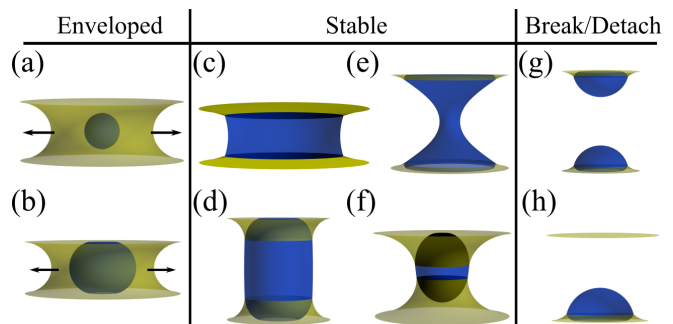 Enveloped Stable Break/Detach
(a) (c) (e) (g)
(b) (d) (f) (h)